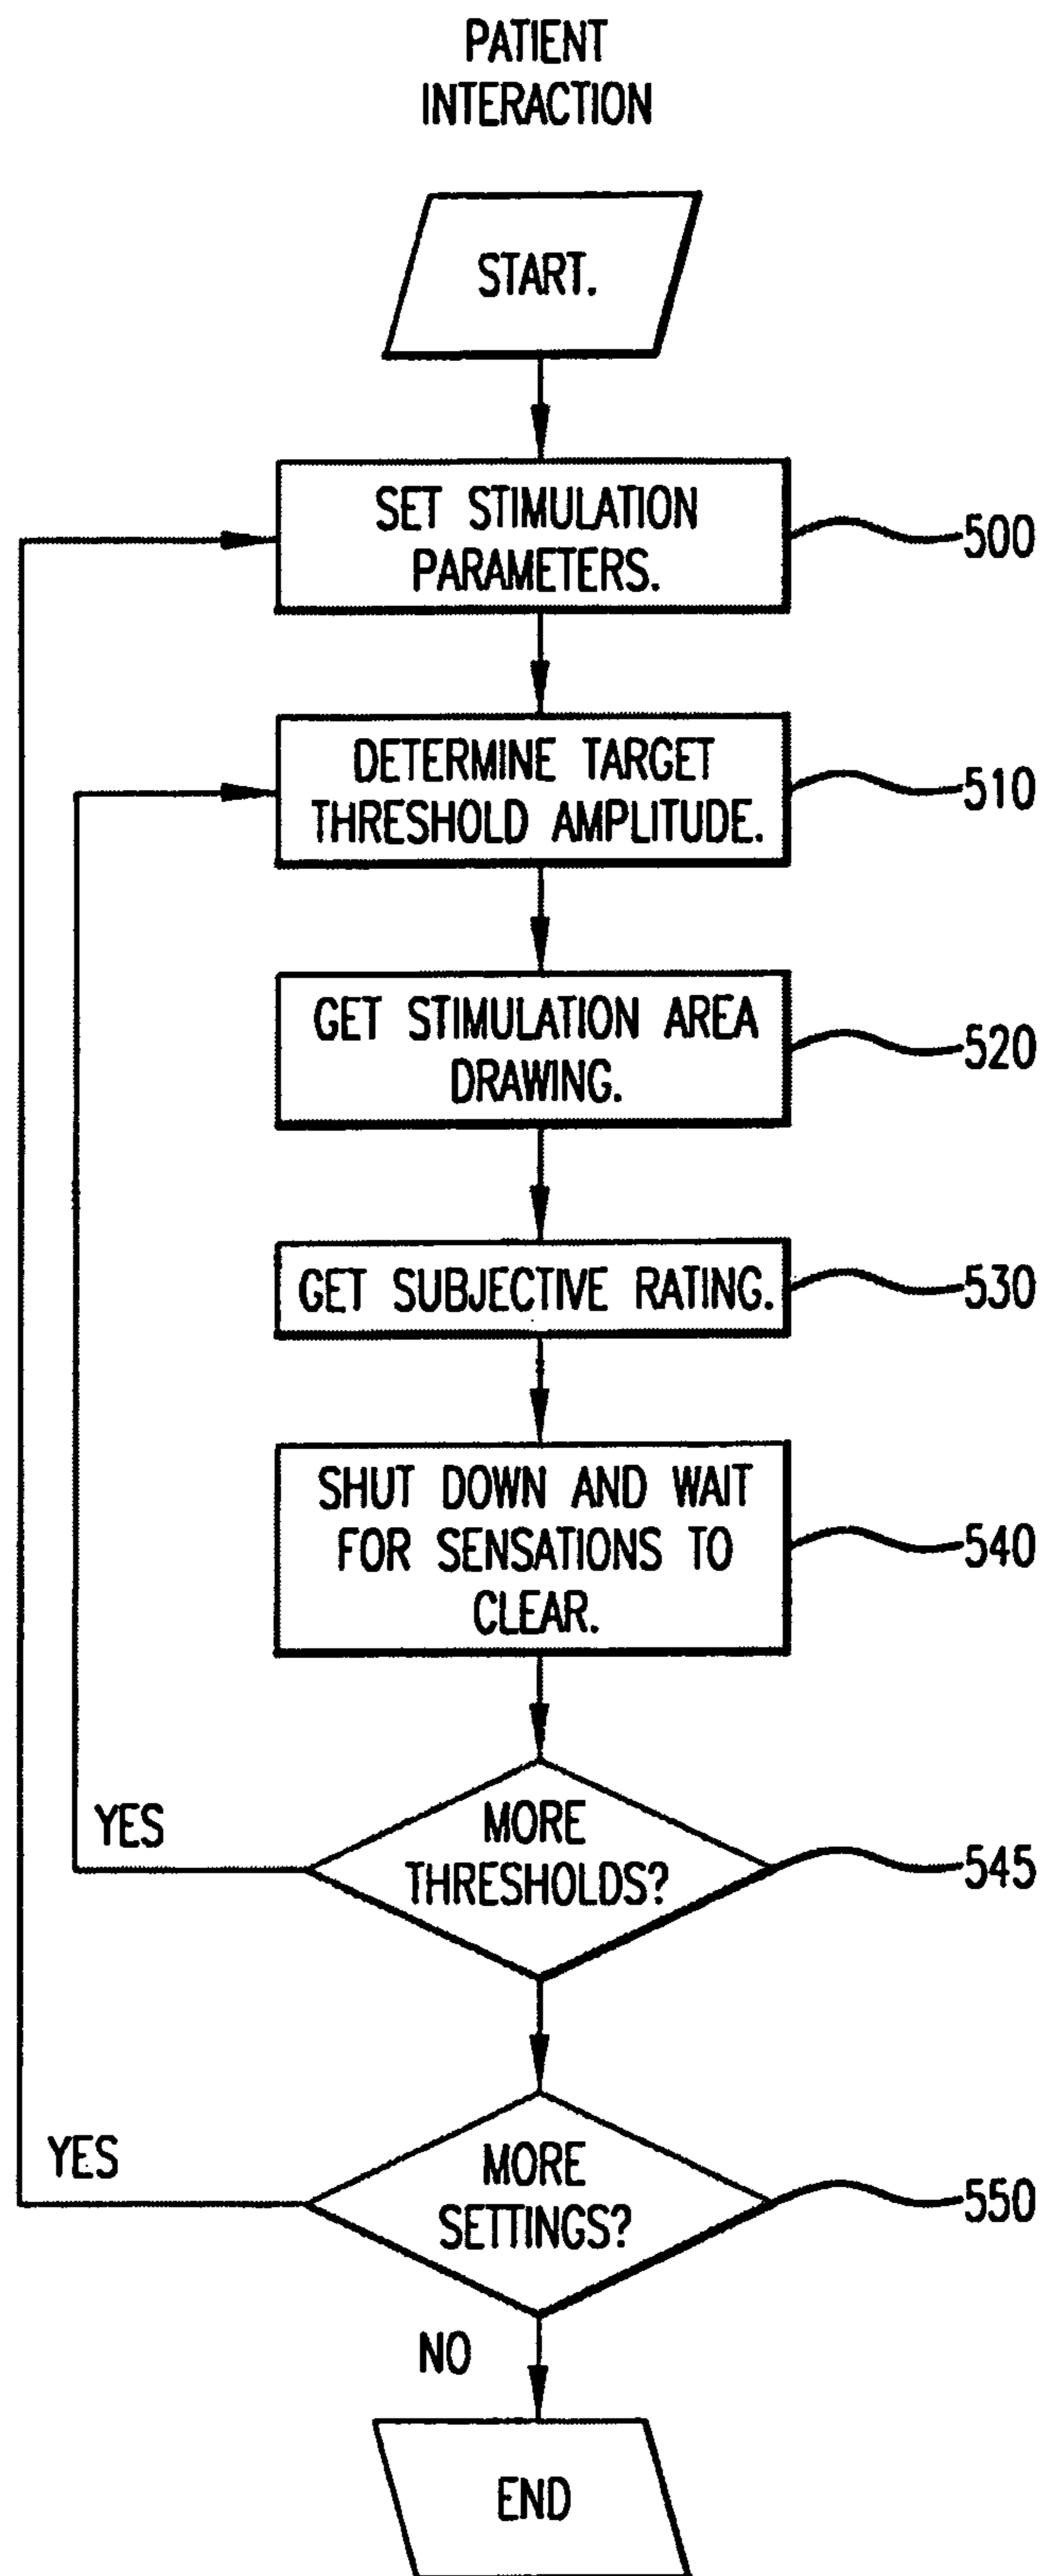 PATIENT
INTERACTION
START.
SET STIMULATION
PARAMETERS.
500
DETERMINE TARGET
THRESHOLD AMPLITUDE.
510
GET STIMULATION AREA
DRAWING.
520
GET SUBJECTIVE RATING.
530
SHUT DOWN AND WAIT
FOR SENSATIONS TO
CLEAR.
540
YES
MORE
THRESHOLDS?
545
YES
MORE
SETTINGS?
550
NO
END